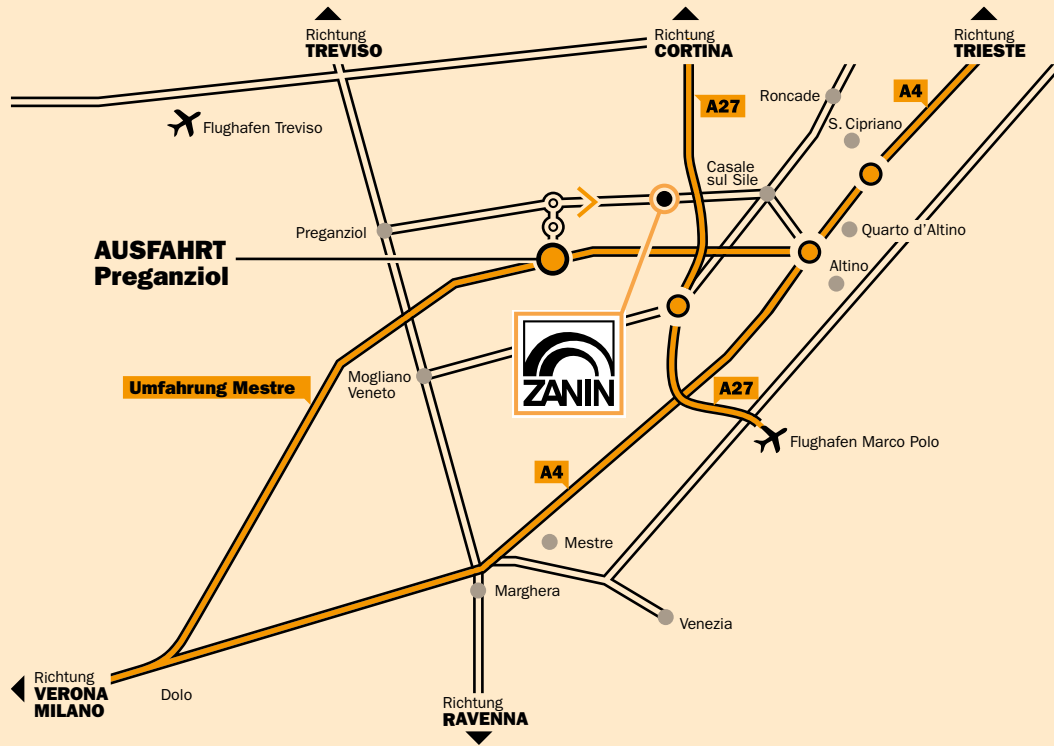 Richtung
TREVISO
Richtung
CORTINA
Richtung
TRIESTE
A27
A4
Roncade
S. Cipriano
Flughafen Treviso
Casale
sul Sile
Preganziol
Quarto d'Altino
AUSFAHRT
Preganziol
Altino
ZANIN
Mogliano
Veneto
Umfahrung Mestre
A27
Flughafen Marco Polo
A4
Mestre
Marghera
Venezia
Richtung
VERONA
MILANO
Dolo
Richtung
RAVENNA